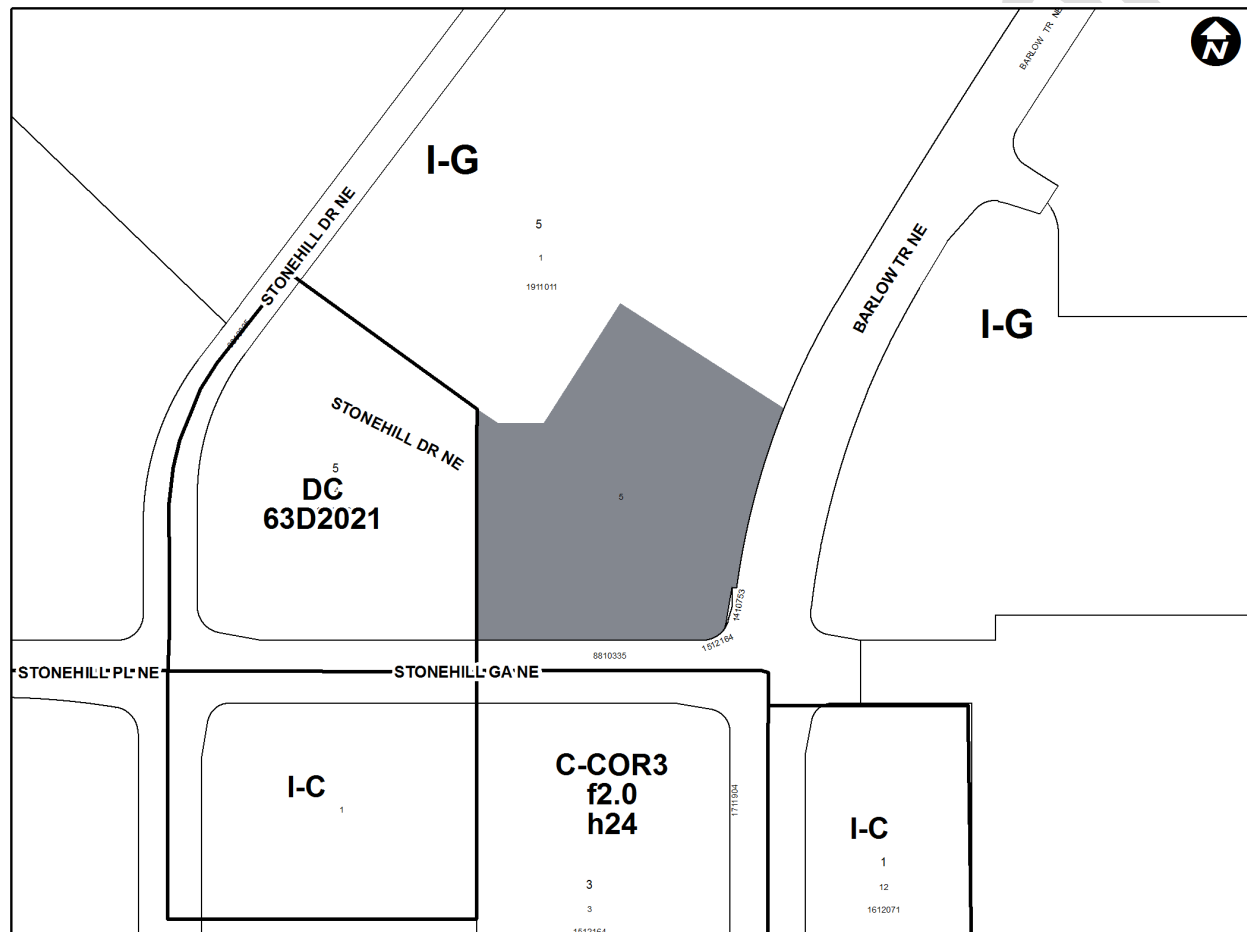 BARLOW TR NE
N
I-G
STONEHILL DR NE
5
1
1911011
BARLOW TR NE
I-G
STONEHILL DR NE
5
DC
63D2021
5
1410753
1512164
8810335
STONEHILL PL NE
STONEHILL GA NE
I-C
1
C-COR3
f2.0
h24
1711904
I-C
1
12
1612071
3
3
1512164